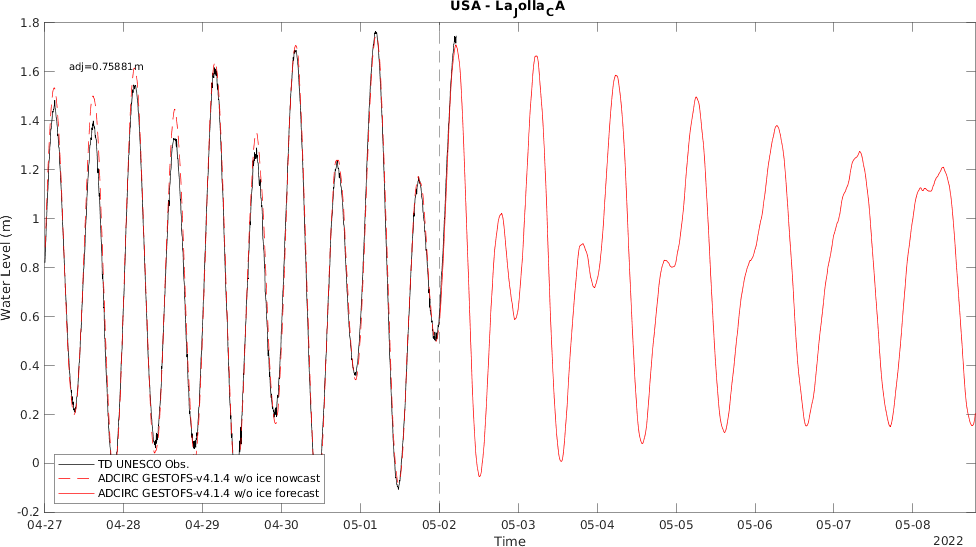 USA - LaJollaCA
1.8
1.6
1.4
1.2
1
0.8
0.6
0.4
0.2
0
-0.2
Water Level (m)
adj=0.75881m
TD UNESCO Obs.
ADCIRC GESTOFS-v4.1.4 w/o ice nowcast
ADCIRC GESTOFS-v4.1.4 w/o ice forecast
04-27 04-28 04-29 04-30 05-01 05-02 05-03 05-04 05-05 05-06 05-07 05-08
Time
2022